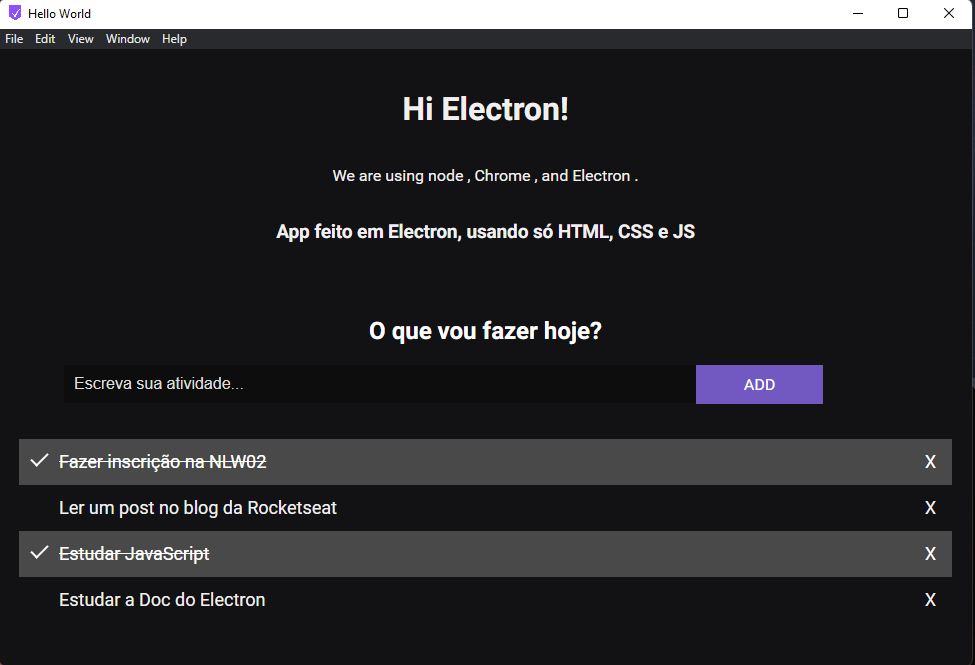 Hello World
File Edit View Window Help
Hi Electron!
We are using node , Chrome , and Electron .
App feito em Electron, usando só HTML, CSS e JS
O que vou fazer hoje?
Escreva sua atividade... ADD
Fazer inscrição na NLW02 X
Ler um post no blog da Rocketseat X
Estudar JavaScript X
Estudar a Doc do Electron X